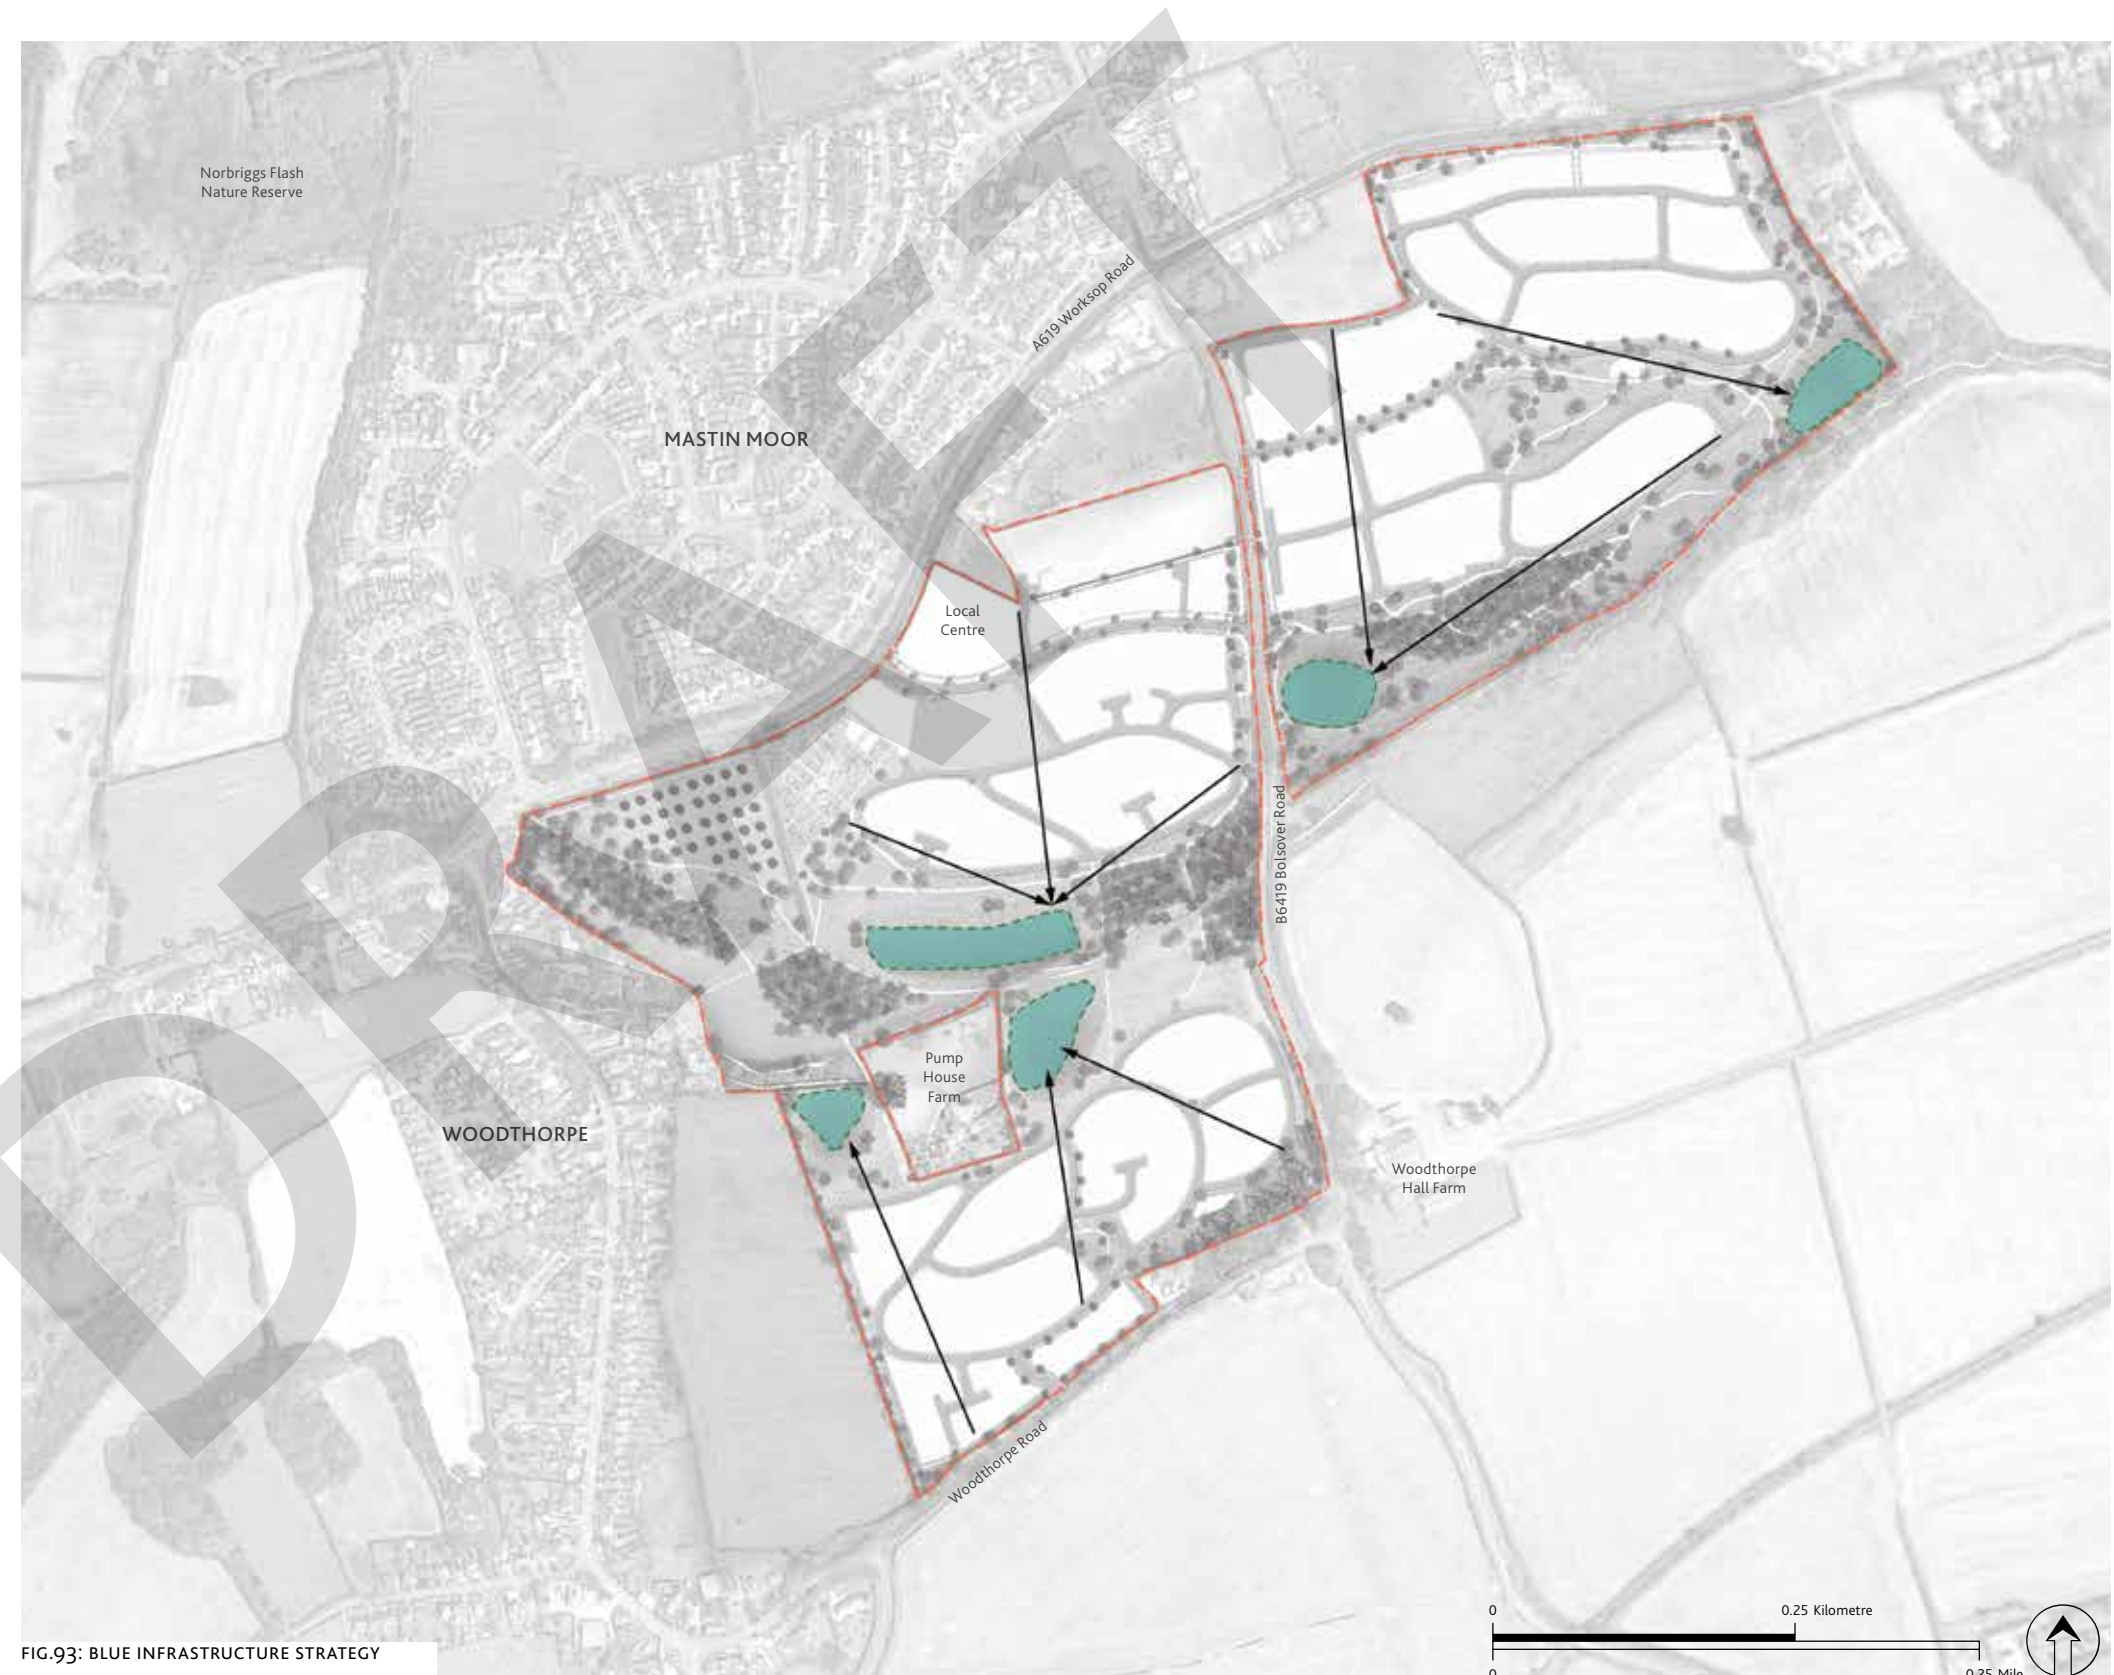 DRAFT
Norbriggs Flash
Nature Reserve
A619 Worksop Road
MASTIN MOOR
Local
Centre
B6419 Bolsover Road
Pump
House
Farm
WOODTHORPE
Woodthorpe
Hall Farm
Woodthorpe Road
0
0.25 Kilometre
0
0.25 Mile
FIG.93: BLUE INFRASTRUCTURE STRATEGY